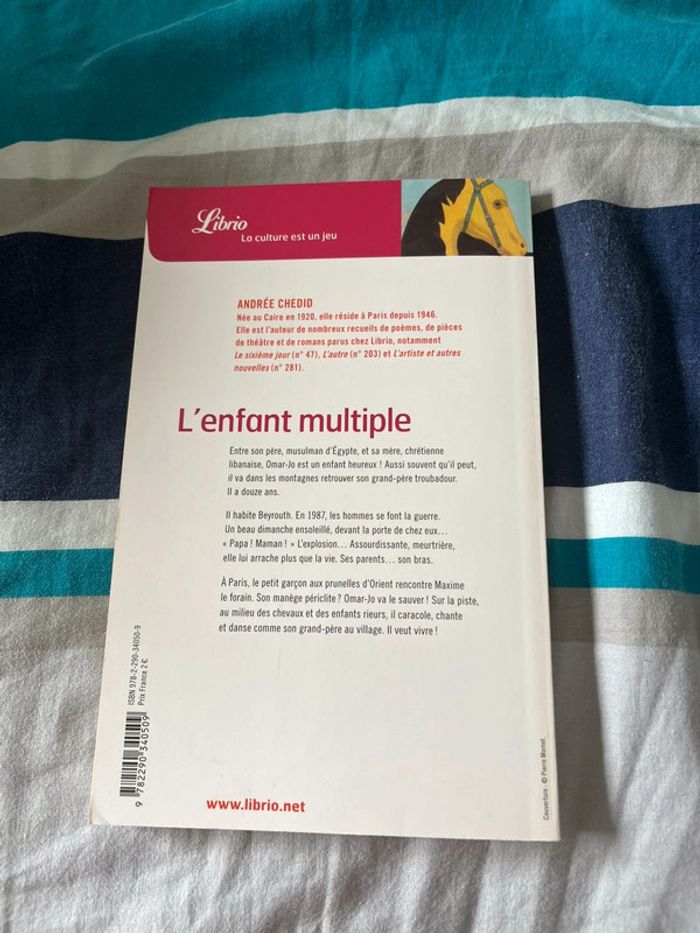 Librio
La culture est un jeu
ANDRÉE CHEDID
Née au Caire en 1920, elle réside à Paris depuis 1946.
Elle est l'auteur de nombreux recueils de poèmes, de pièces
de théâtre et de romans parus chez Librio, notamment
Le sixième jour (n° 47), L'autre (n° 203) et L'artiste et autres
nouvelles (n° 281).
L'enfant multiple
Entre son père, musulman d'Égypte, et sa mère, chrétienne
libanaise, Omar-Jo est un enfant heureux ! Aussi souvent qu'il peut,
il va dans les montagnes retrouver son grand-père troubadour.
Il a douze ans.
Il habite Beyrouth. En 1987, les hommes se font la guerre.
Un beau dimanche ensoleillé, devant la porte de chez eux...
« Papa ! Maman ! » L'explosion... Assourdissante, meurtrière,
elle lui arrache plus que la vie. Ses parents... son bras.
À Paris, le petit garçon aux prunelles d'Orient rencontre Maxime
le forain. Son manège périclite ? Omar-Jo va le sauver ! Sur la piste,
au milieu des chevaux et des enfants rieurs, il caracole, chante
et danse comme son grand-père au village. Il veut vivre !
ISBN 978-2-290-34050-9
Prix France 2 €
9 782290 340509
www.librio.net
Couverture : © Pierre Mornet.